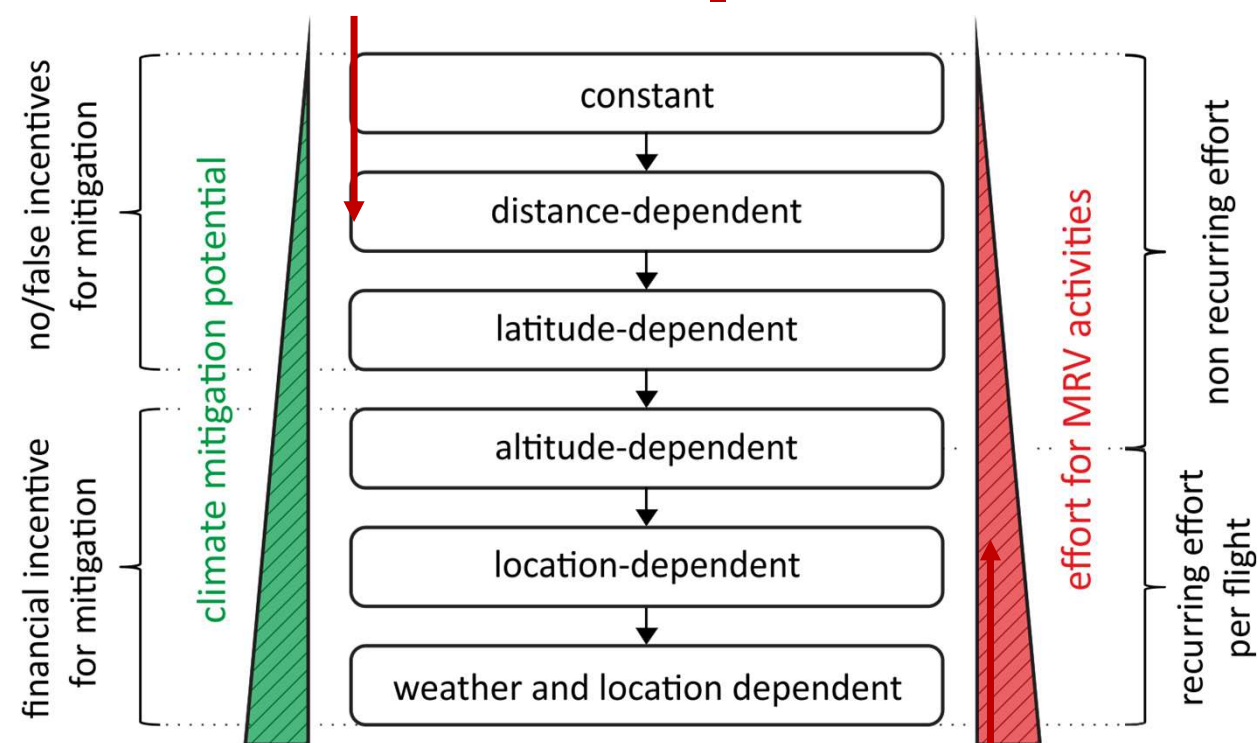 no/false incentives
for mitigation
financial incentive
for mitigation
climate mitigation potential
constant
distance-dependent
latitude-dependent
altitude-dependent
location-dependent
weather and location dependent
effort for MRV activities
non recurring effort
recurring effort
per flight